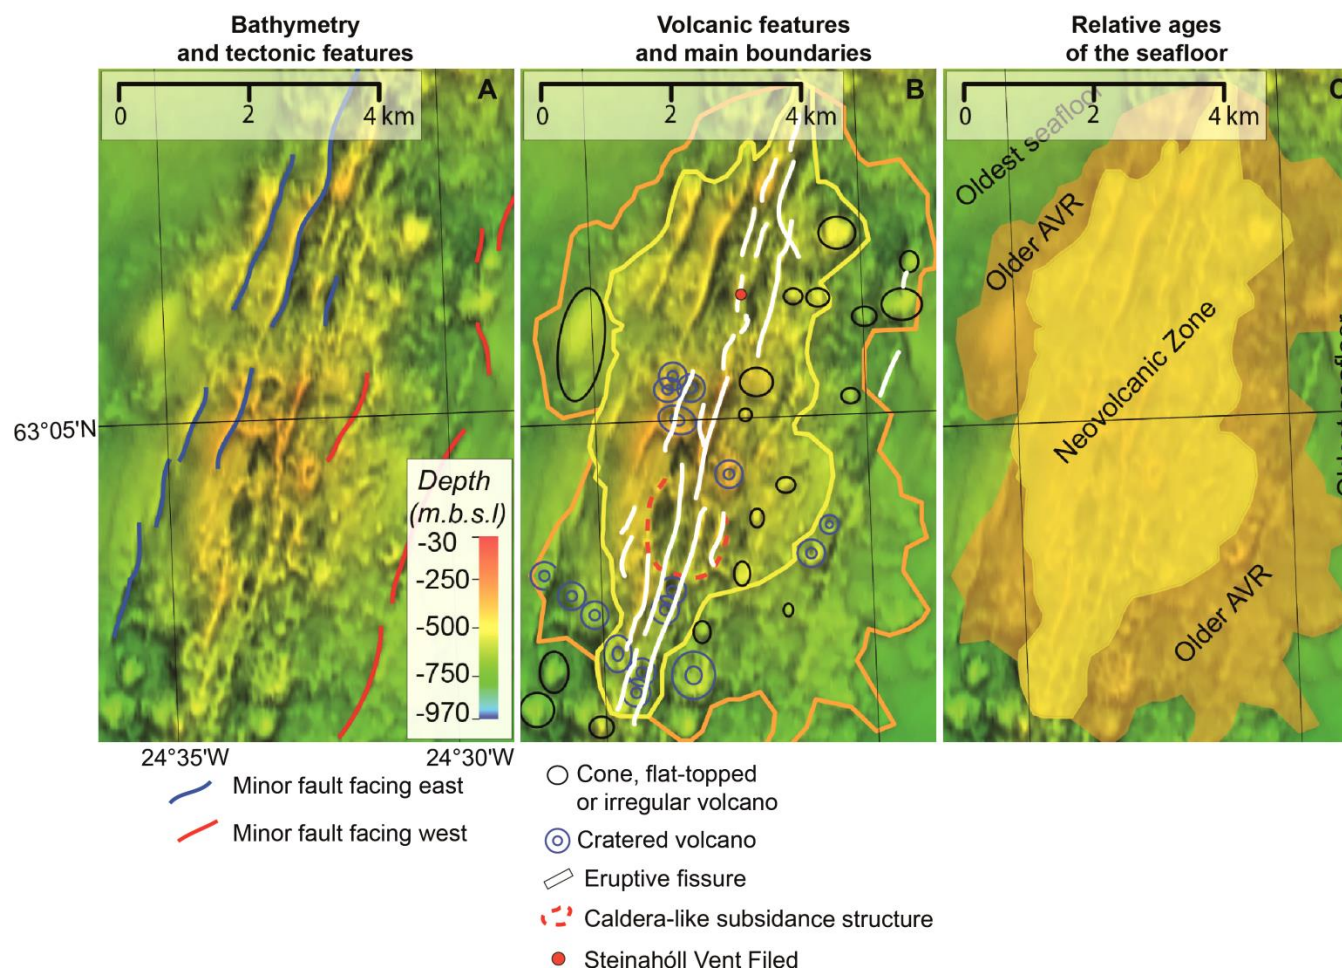 Bathymetry
and tectonic features
Volcanic features
and main boundaries
Relative ages
of the seafloor
A
0 2 4 km
B
0 2 4 km
C
0 2 4 km
Oldest seafloor
Older AVR
Neovolcanic Zone
Older AVR
63°05'N
Depth
(m.b.s.l)
-30
-250
-500
-750
-970
24°35'W
24°30'W
Minor fault facing east
Minor fault facing west
Cone, flat-topped
or irregular volcano
Cratered volcano
Eruptive fissure
Caldera-like subsidance structure
Steinahóll Vent Filed